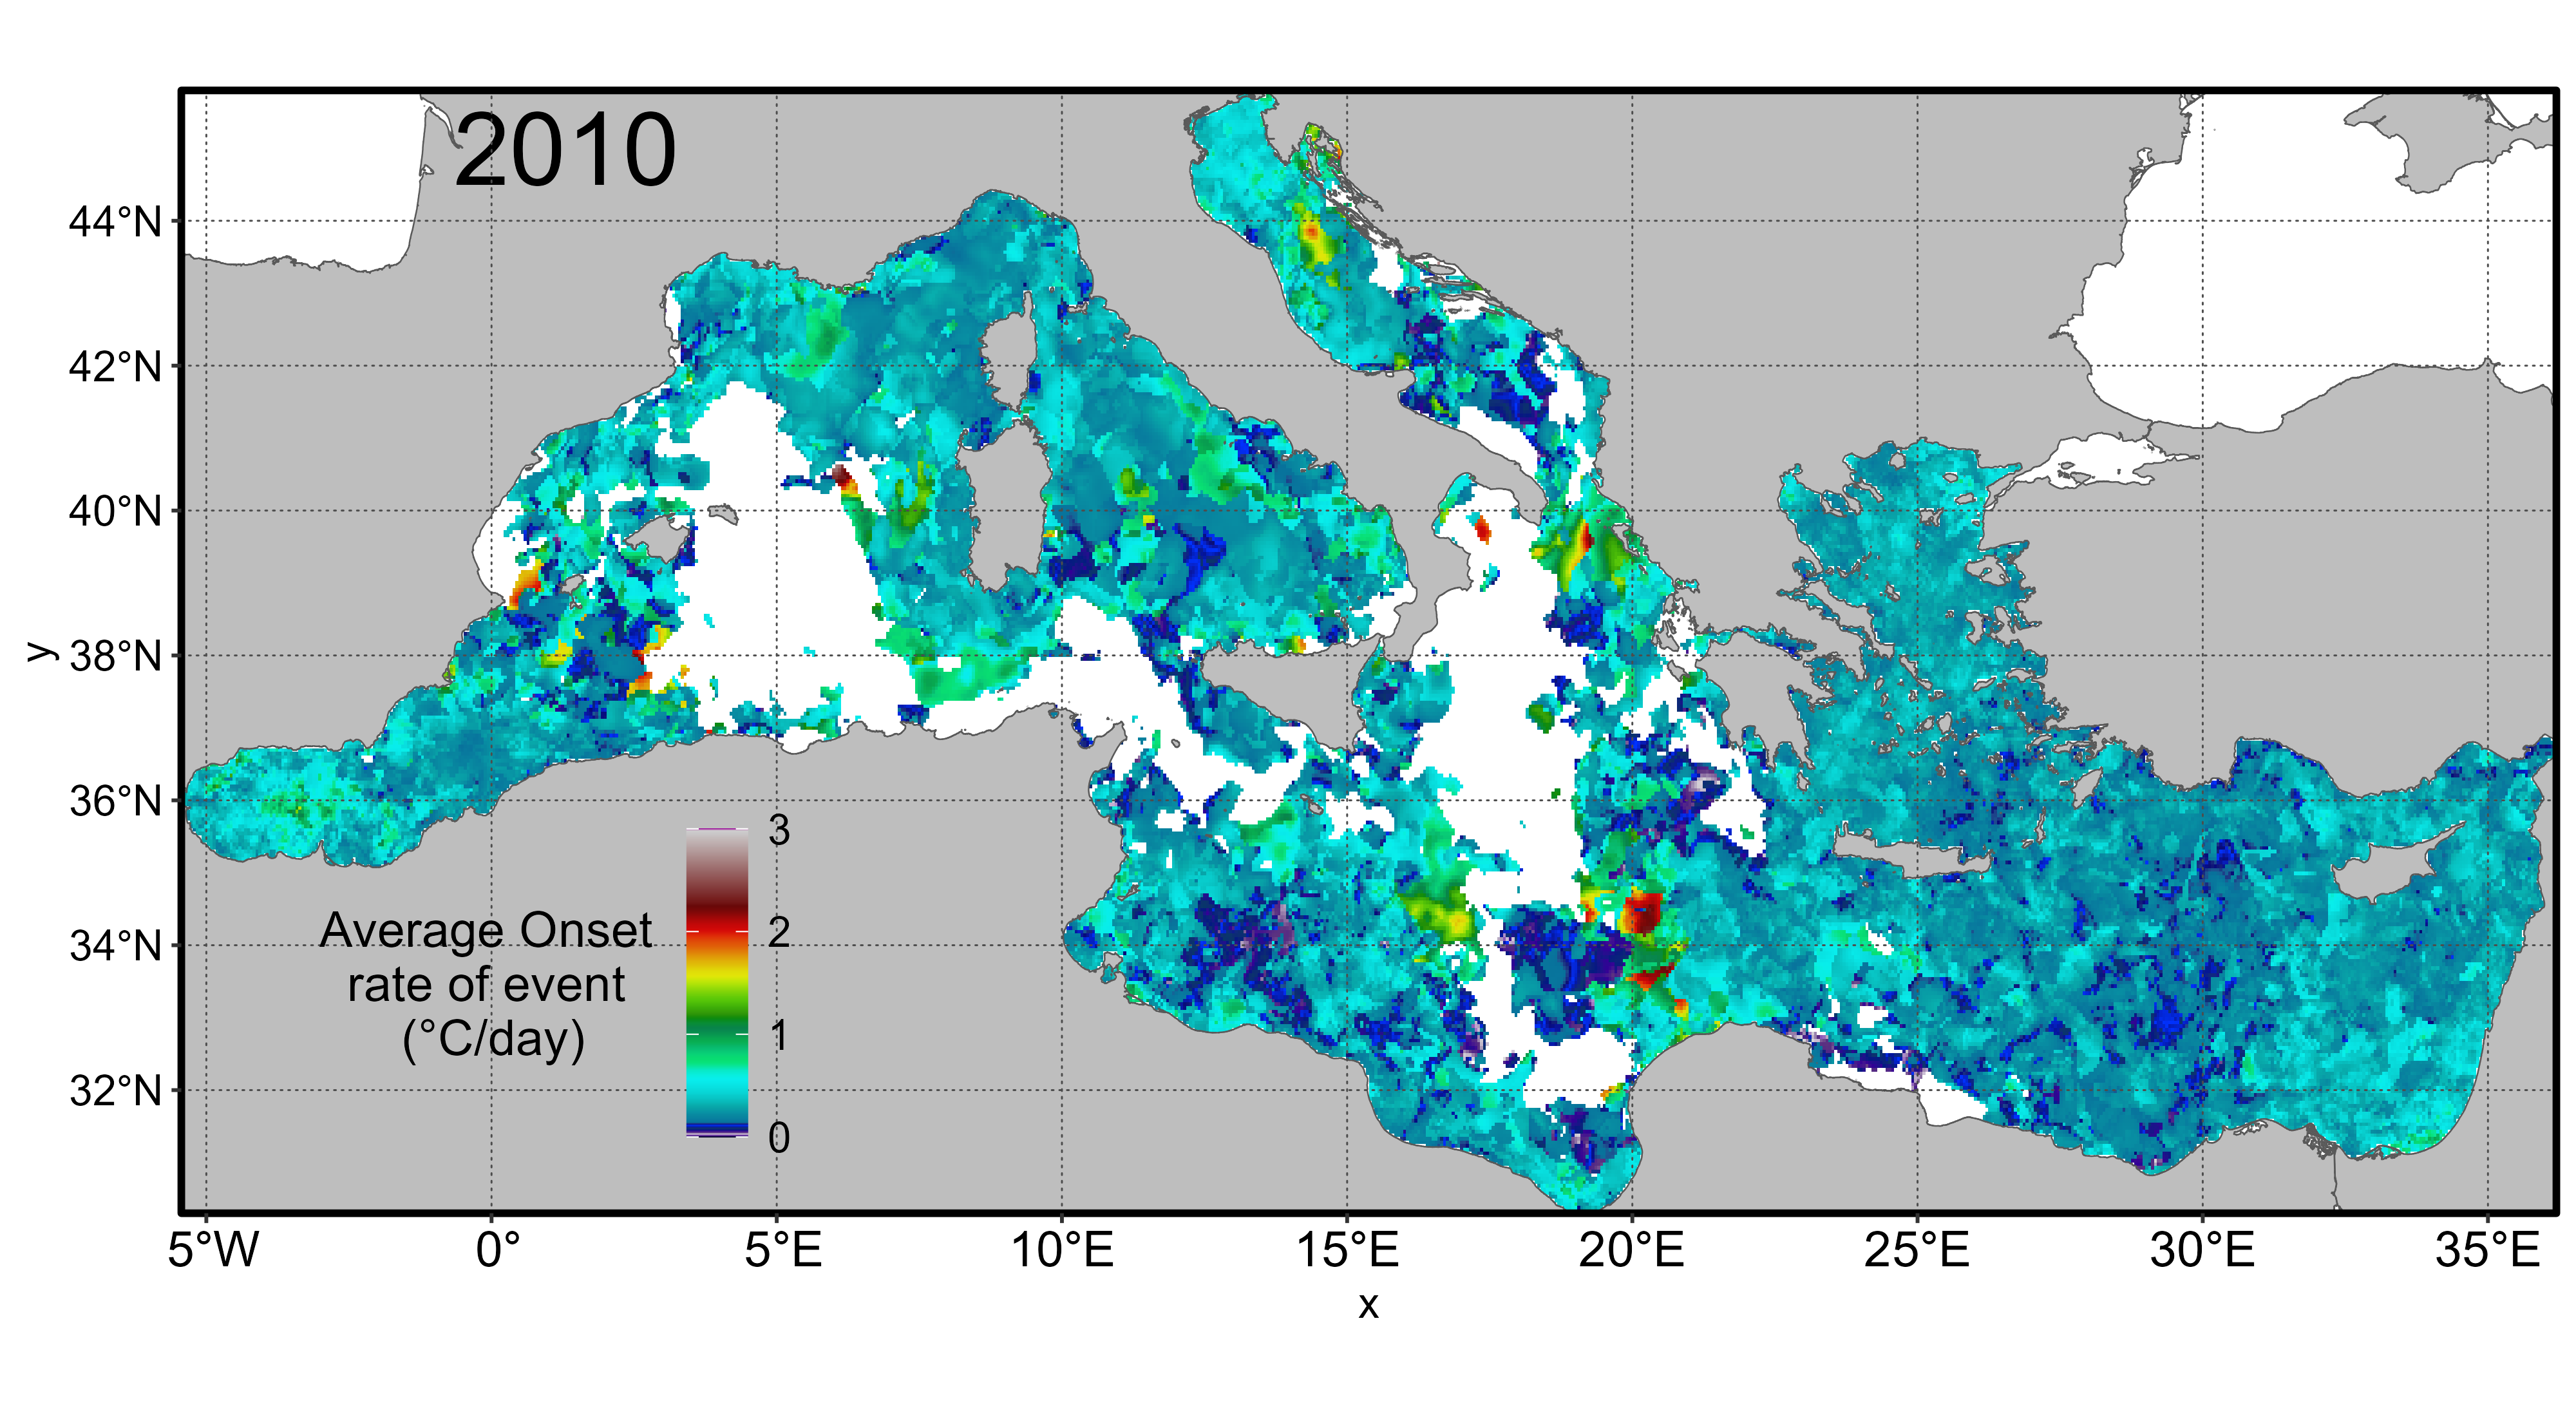 2010
44°N
42°N
40°N
38°N
36°N
34°N
32°N
y
Average Onset
rate of event
(°C/day)
3
2
1
0
5°W
0°
5°E
10°E
15°E
20°E
25°E
30°E
35°E
x